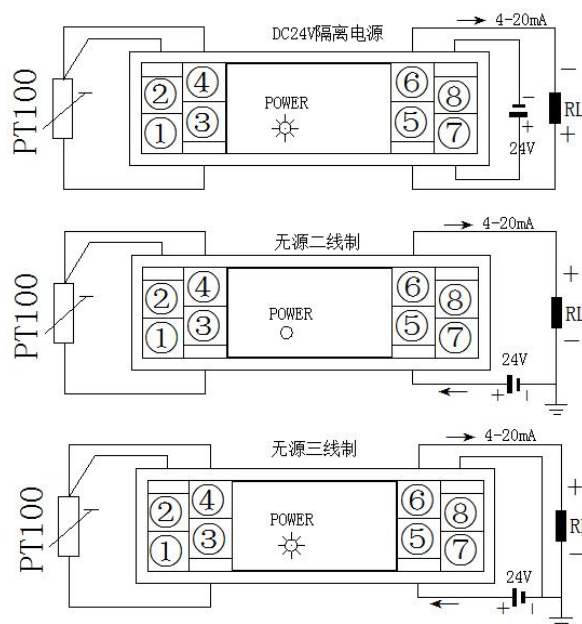 DC24V隔离电源
4-20mA
PT100
② ④
① ③
POWER
⑥ ⑧
⑤ ⑦
−
+
24V
−
RL
+
无源二线制
4-20mA
PT100
② ④
① ③
POWER
⑥ ⑧
⑤ ⑦
24V
+ −
+
RL
−
无源三线制
4-20mA
PT100
② ④
① ③
POWER
⑥ ⑧
⑤ ⑦
24V
+ −
+
−